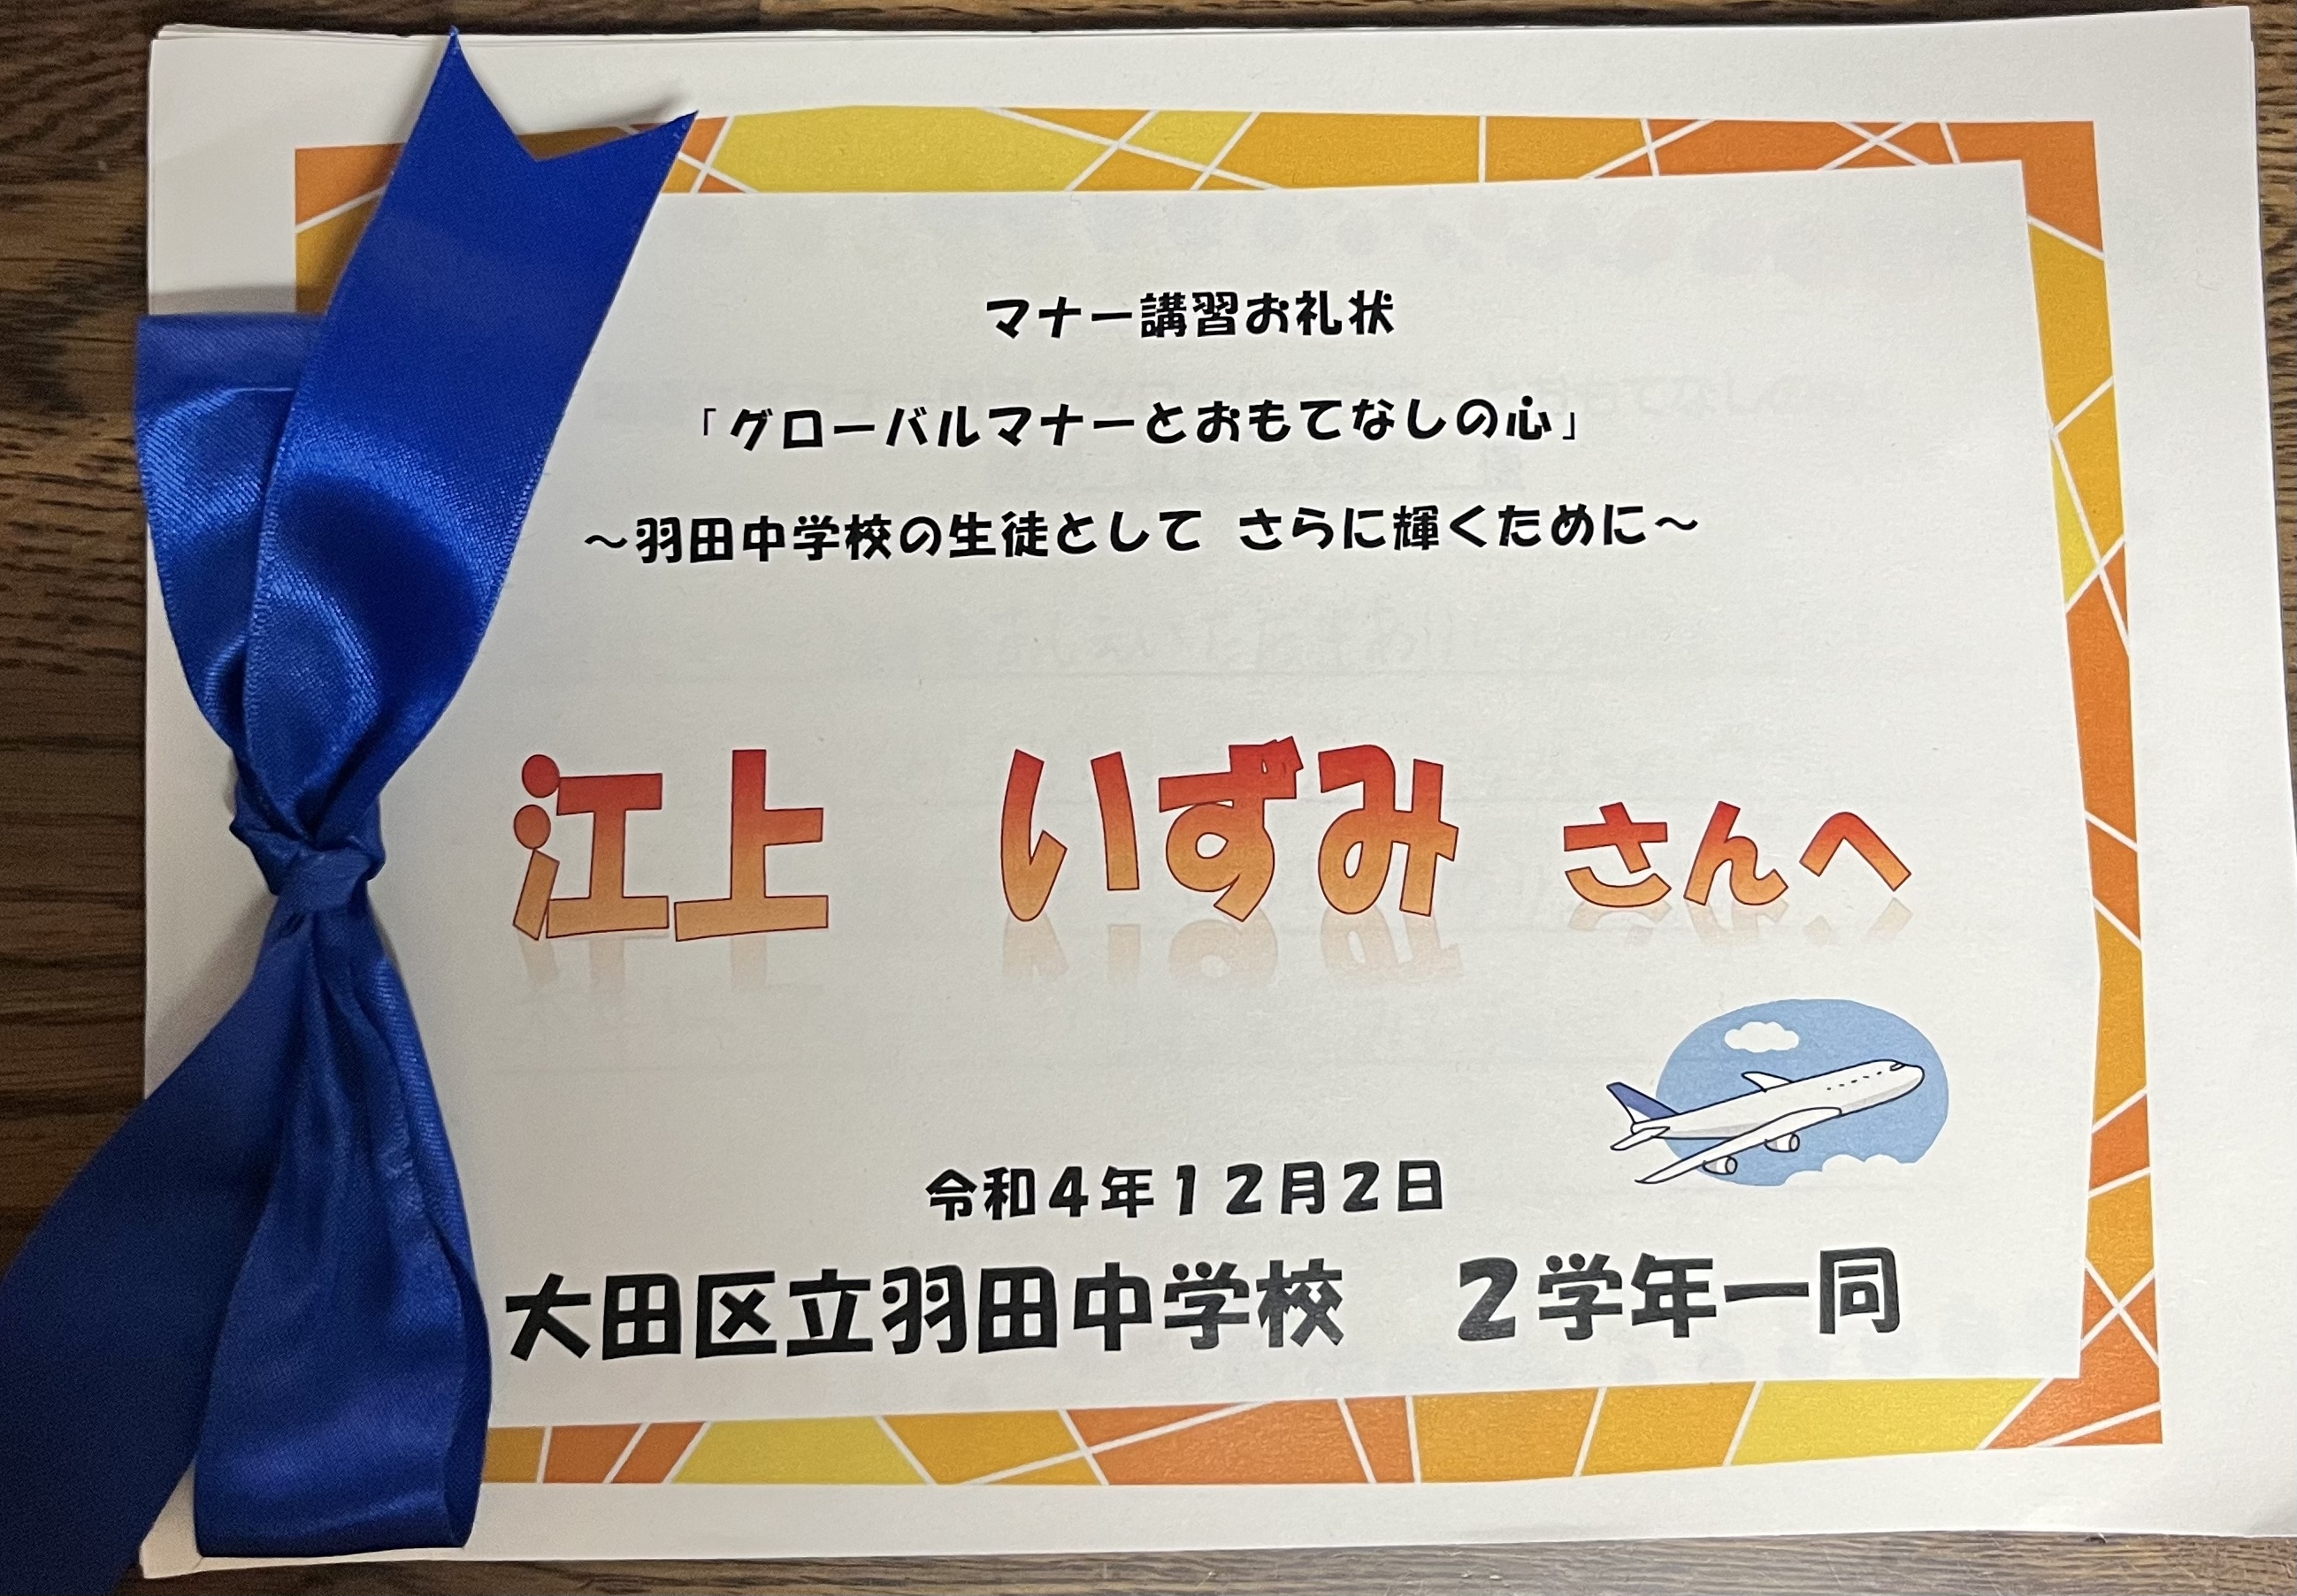 マナー講習お礼状
「グローバルマナーとおもてなしの心」
～羽田中学校の生徒として さらに輝くために～
江上　いずみ さんへ
令和４年１２月２日
大田区立羽田中学校　２学年一同